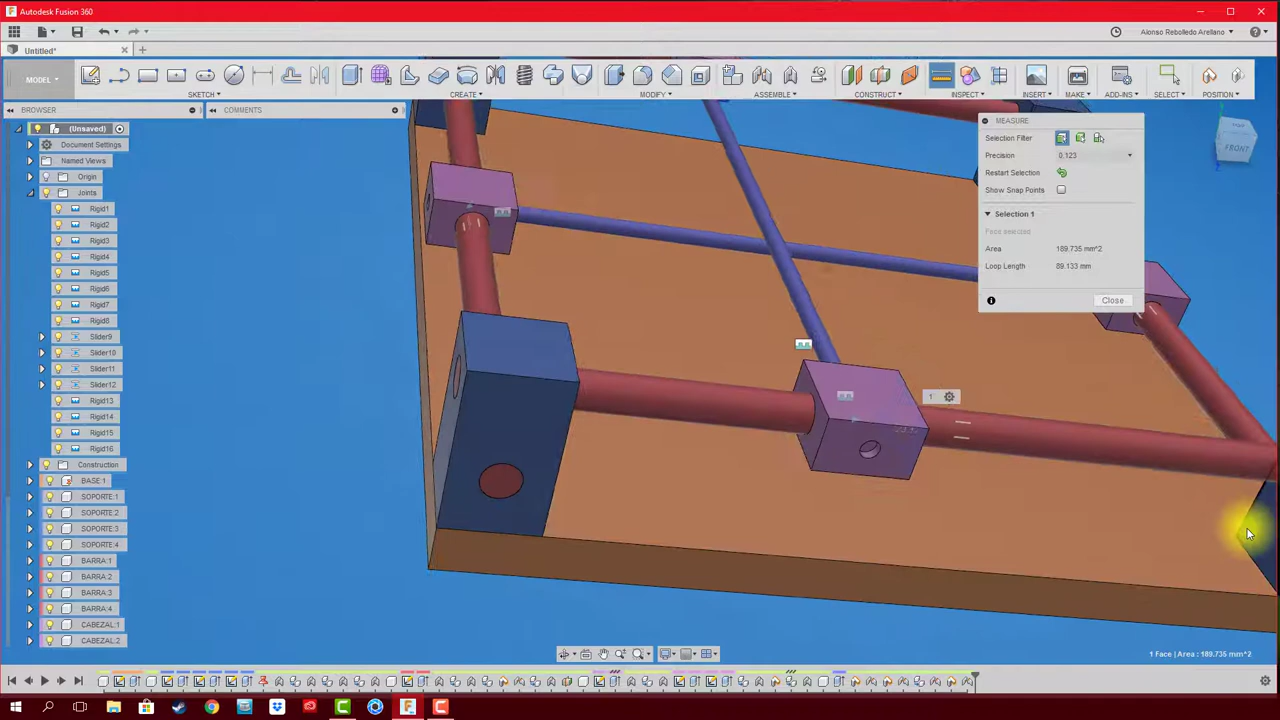 Autodesk Fusion 360
Alonso Rebolledo Arellano
Untitled*
MODEL
SKETCH
CREATE
MODIFY
ASSEMBLE
CONSTRUCT
INSPECT
INSERT
MAKE
ADD-INS
SELECT
POSITION
BROWSER
COMMENTS
(Unsaved)
Document Settings
Named Views
Origin
Joints
Rigid1
Rigid2
Rigid3
Rigid4
Rigid5
Rigid6
Rigid7
Rigid8
Slider9
Slider10
Slider11
Slider12
Rigid13
Rigid14
Rigid15
Rigid16
Construction
BASE:1
SOPORTE:1
SOPORTE:2
SOPORTE:3
SOPORTE:4
BARRA:1
BARRA:2
BARRA:3
BARRA:4
CABEZAL:1
CABEZAL:2
MEASURE
Selection Filter
Precision 0.123
Restart Selection
Show Snap Points
Selection 1
Face selected
Area 189.735 mm^2
Loop Length 89.133 mm
Close
FRONT
1
1 Face | Area : 189.735 mm^2